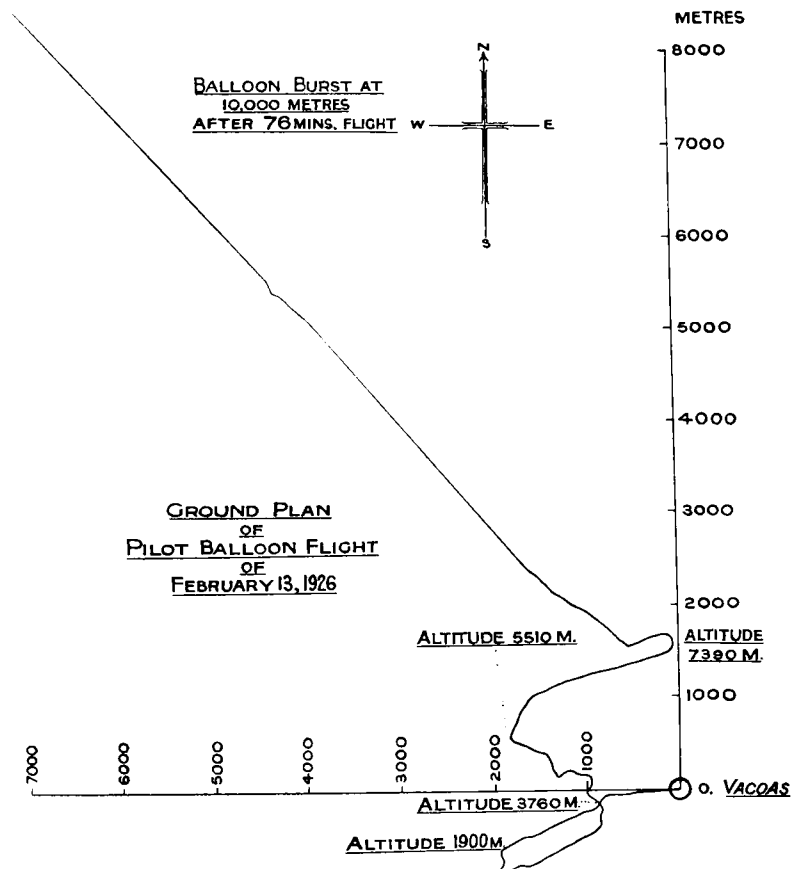 METRES
8000
N
BALLOON BURST AT
10,000 METRES
AFTER 76 MINS. FLIGHT
W E
7000
S
6000
5000
4000
GROUND PLAN
OF
PILOT BALLOON FLIGHT
OF
FEBRUARY 13, 1926
3000
2000
ALTITUDE 5510 M.
ALTITUDE
7390 M.
1000
7000
6000
5000
4000
3000
2000
1000
0. VACOAS
ALTITUDE 3760 M.
ALTITUDE 1900 M.